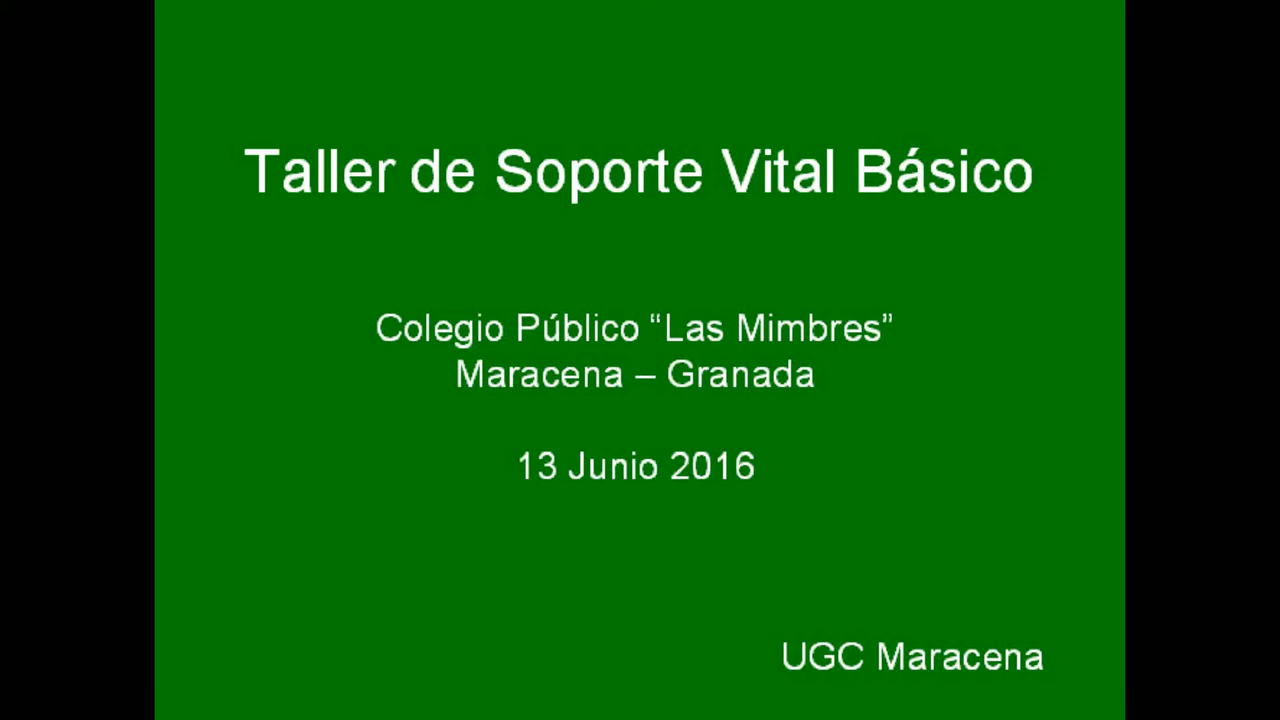 Taller de Soporte Vital Básico
Colegio Público “Las Mimbres”
Maracena – Granada
13 Junio 2016
UGC Maracena